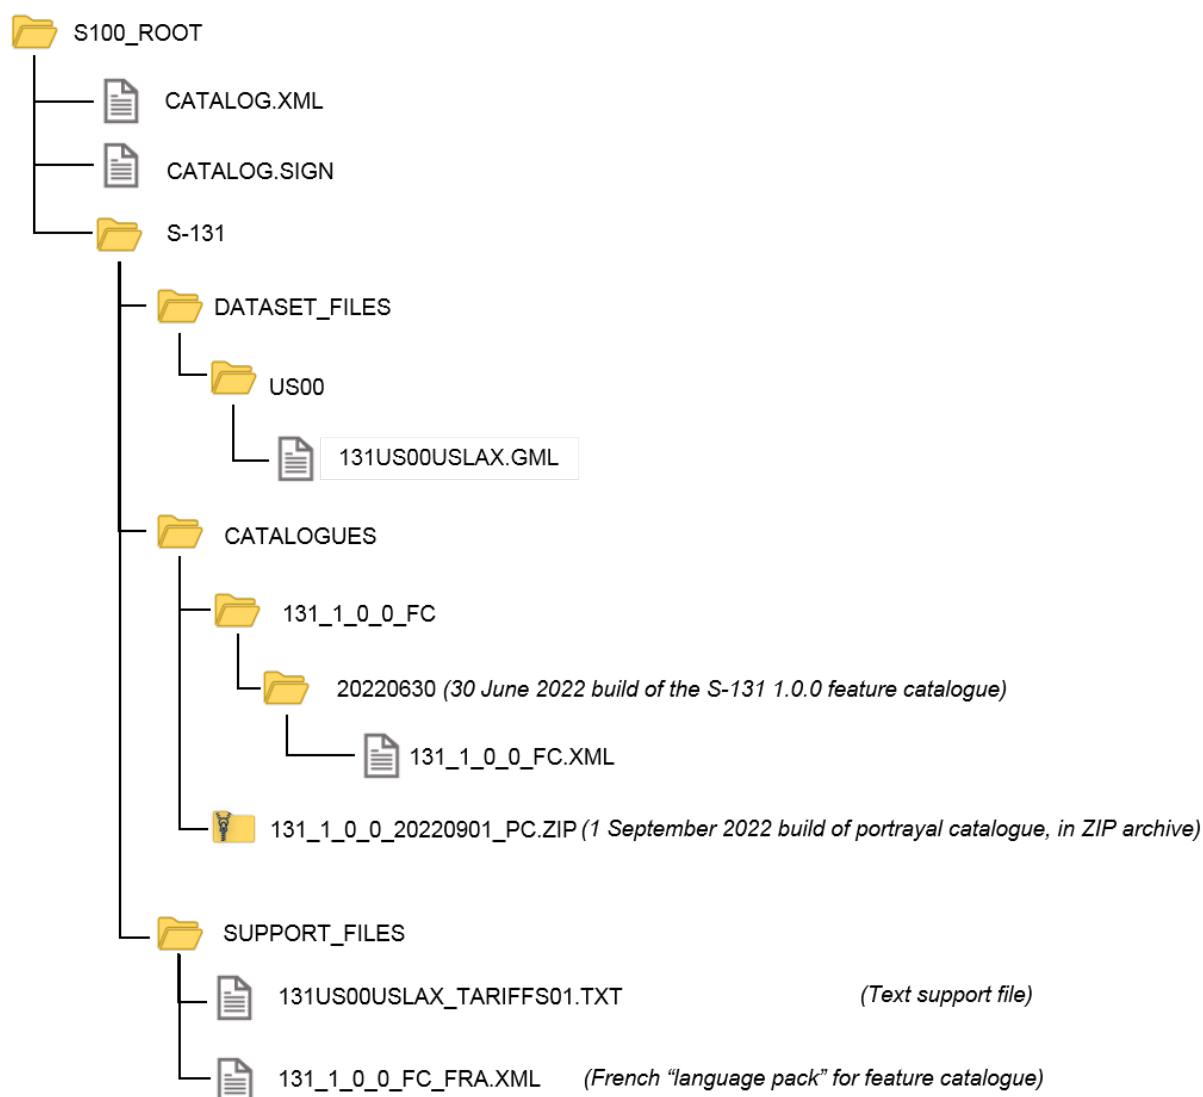 S100_ROOT
CATALOG.XML
CATALOG.SIGN
S-131
DATASET_FILES
US00
131US00USLAX.GML
CATALOGUES
131_1_0_0_FC
20220630 (30 June 2022 build of the S-131 1.0.0 feature catalogue)
131_1_0_0_FC.XML
131_1_0_0_20220901_PC.ZIP (1 September 2022 build of portrayal catalogue, in ZIP archive)
SUPPORT_FILES
131US00USLAX_TARIFFS01.TXT (Text support file)
131_1_0_0_FC_FRA.XML (French “language pack” for feature catalogue)